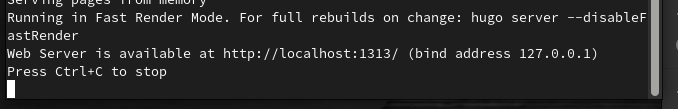 Serving pages from memory
Running in Fast Render Mode. For full rebuilds on change: hugo server --disableF
astRender
Web Server is available at http://localhost:1313/ (bind address 127.0.0.1)
Press Ctrl+C to stop